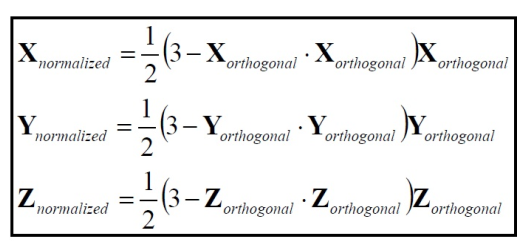 X_normalized = 1/2 (3 − X_orthogonal · X_orthogonal) X_orthogonal
Y_normalized = 1/2 (3 − Y_orthogonal · Y_orthogonal) Y_orthogonal
Z_normalized = 1/2 (3 − Z_orthogonal · Z_orthogonal) Z_orthogonal